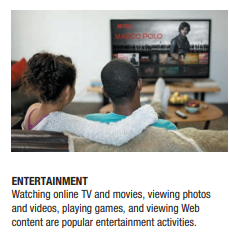 NETFLIX
MARCO POLO
ENTERTAINMENT
Watching online TV and movies, viewing photos
and videos, playing games, and viewing Web
content are popular entertainment activities.